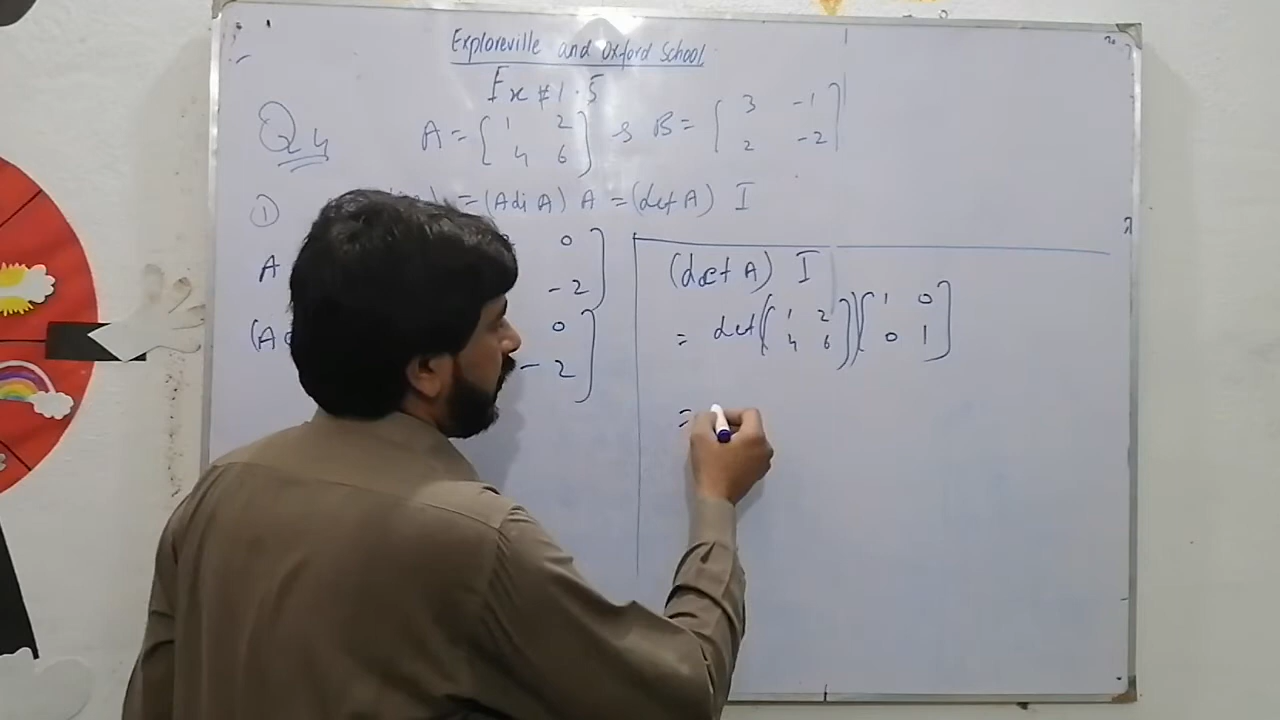 Exploreville and Oxford School
Ex # 1.5
Q4 A = [1 2 4 6] & B = [3 -1 2 -2]
① = (Adj A) A = (det A) I
A 0 -2]
(A 0 -2]
(det A) I
= det([1 2 4 6]) [1 0 0 1]
=